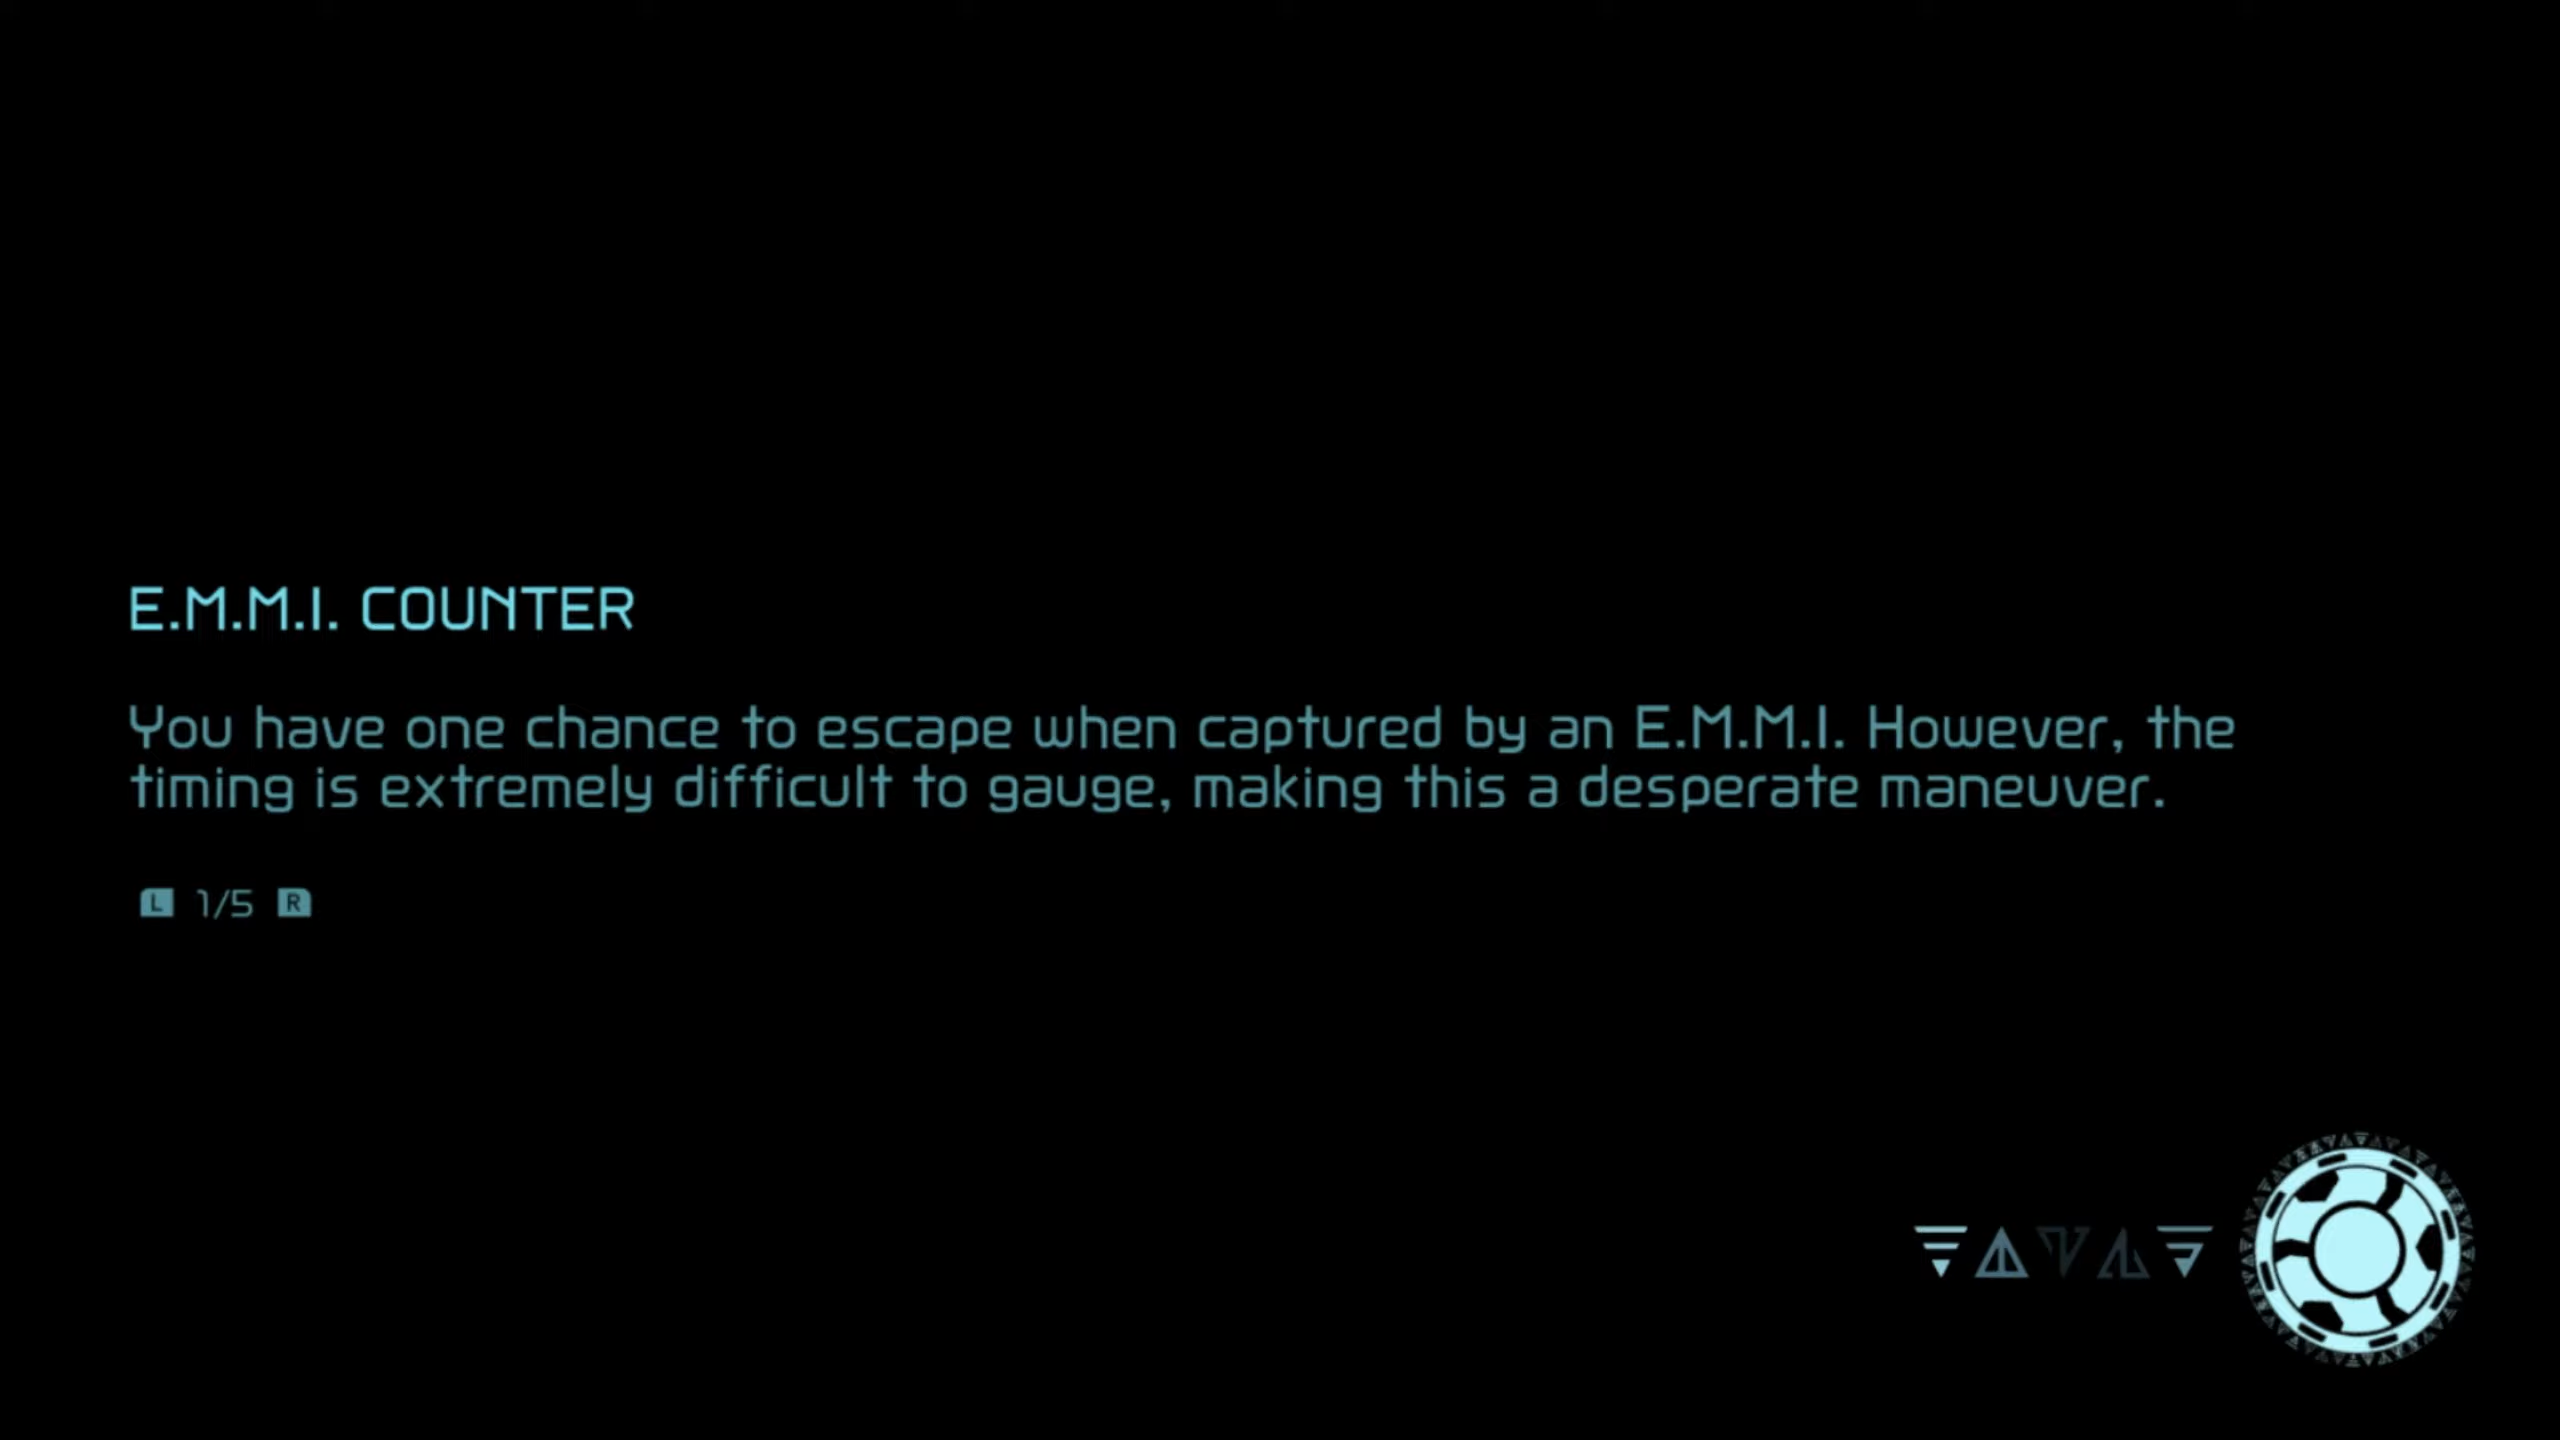 E.M.M.I. COUNTER
You have one chance to escape when captured by an E.M.M.I. However, the
timing is extremely difficult to gauge, making this a desperate maneuver.
L 1/5 R